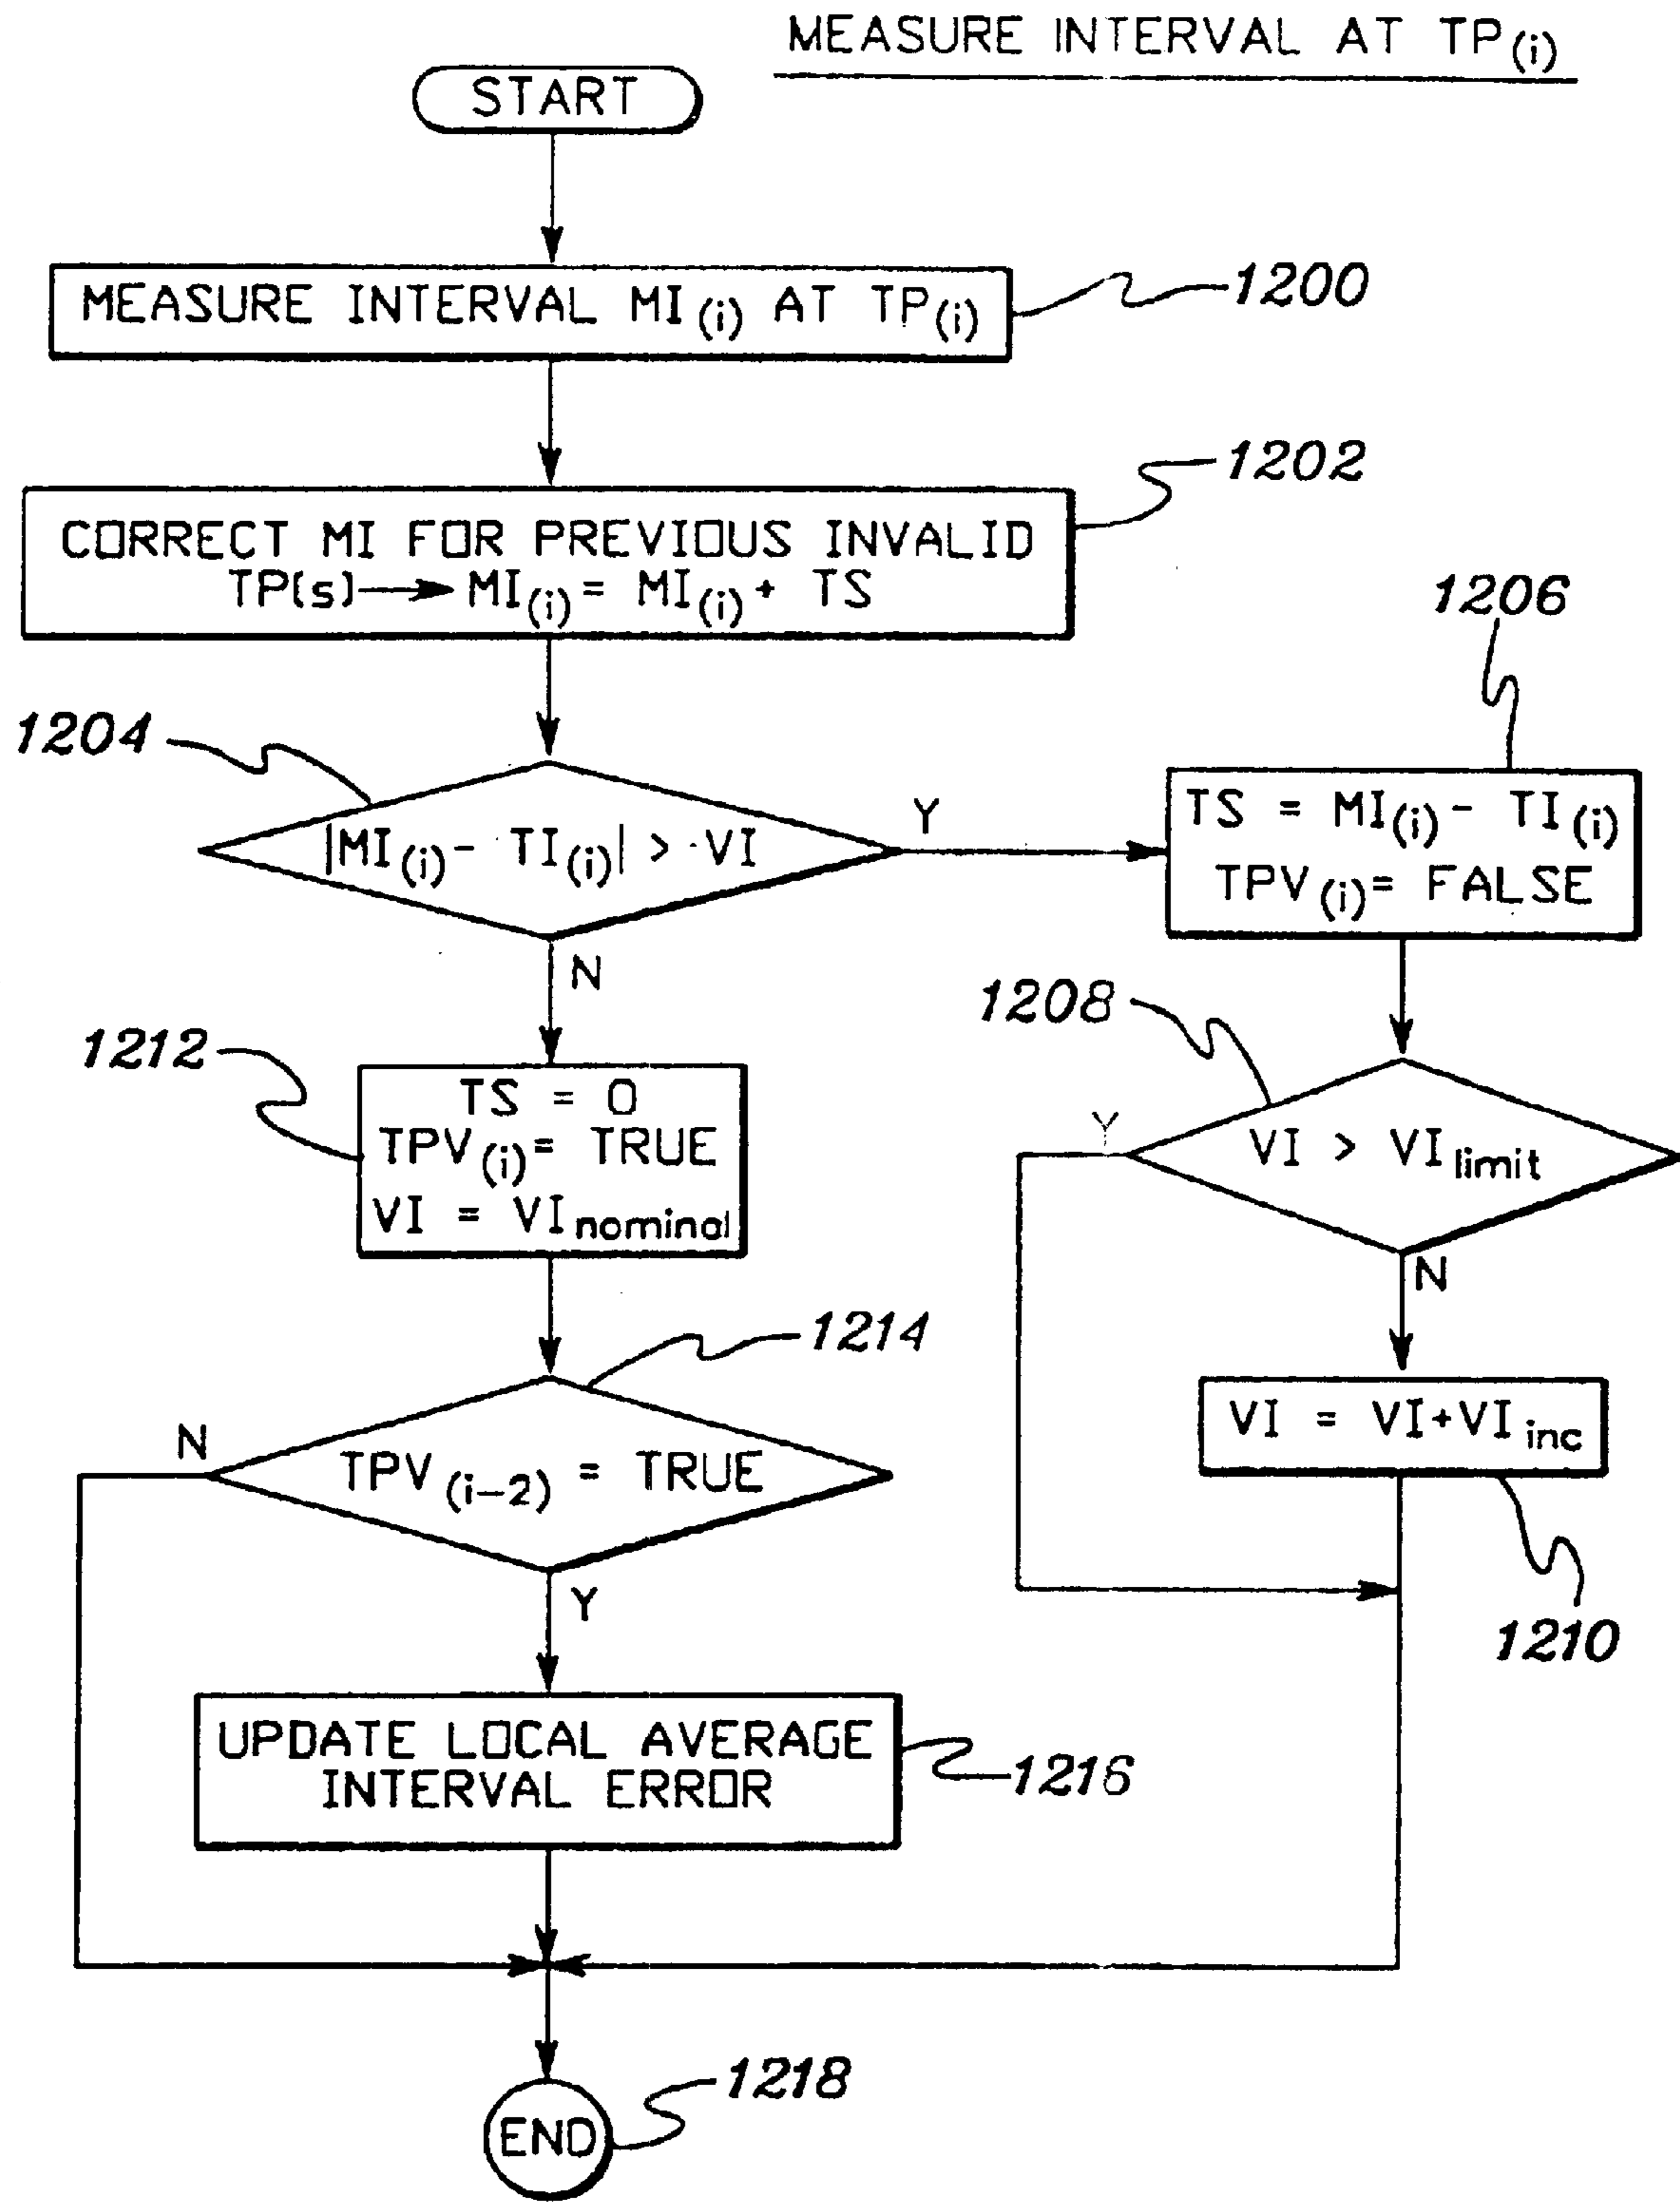 MEASURE INTERVAL AT TP(i)
START
MEASURE INTERVAL MI(i) AT TP(i)
1200
CORRECT MI FOR PREVIOUS INVALID
TP(s) → MI(i) = MI(i) + TS
1202
1204
|MI(i) - TI(i)| > VI
Y
N
1206
TS = MI(i) - TI(i)
TPV(i) = FALSE
1208
VI > VIlimit
Y
N
1212
TS = 0
TPV(i) = TRUE
VI = VInominal
1214
TPV(i-2) = TRUE
N
Y
VI = VI+VIinc
1210
UPDATE LOCAL AVERAGE
INTERVAL ERROR
1216
END
1218